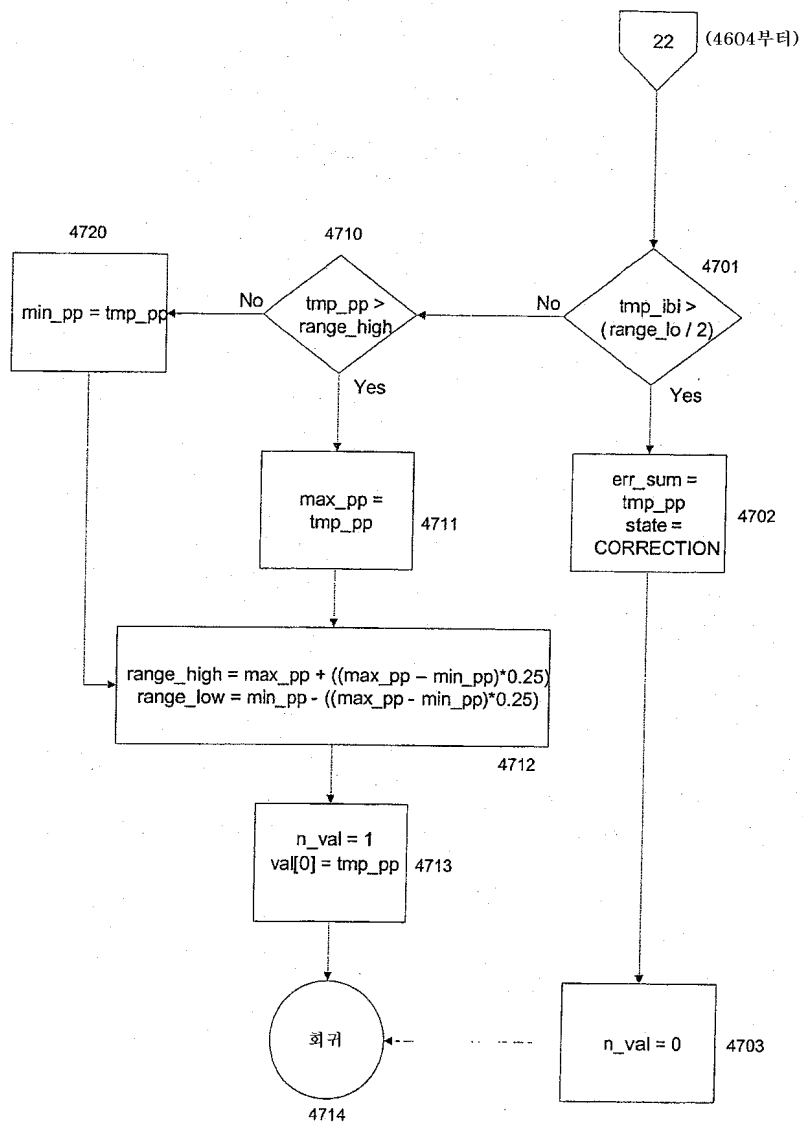 22
(4604부터)
4701
tmp_ibi >
(range_lo / 2)
No
Yes
4710
tmp_pp >
range_high
No
Yes
4720
min_pp = tmp_pp
max_pp =
tmp_pp
4711
err_sum =
tmp_pp
state =
CORRECTION
4702
range_high = max_pp + ((max_pp – min_pp)*0.25)
range_low = min_pp - ((max_pp - min_pp)*0.25)
4712
n_val = 1
val[0] = tmp_pp
4713
회귀
4714
n_val = 0
4703